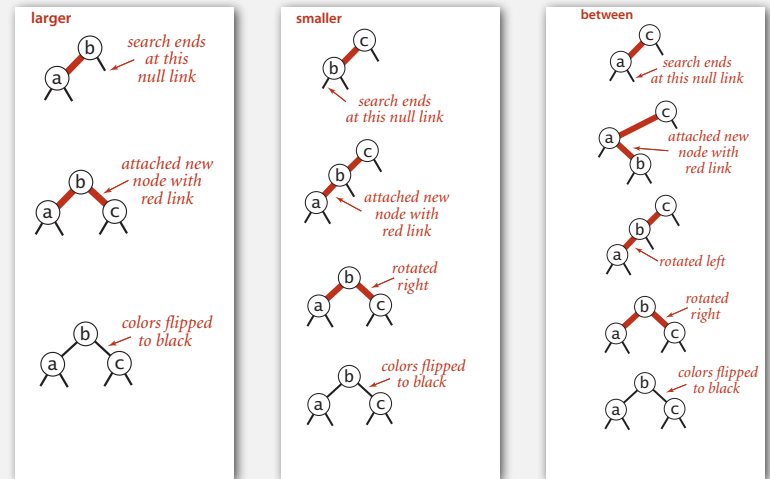 larger
b
search ends
at this
null link
a
attached new
node with
red link
b
a
c
colors flipped
to black
b
a
c
smaller
c
b
search ends
at this null link
c
b
a
attached new
node with
red link
rotated
right
b
a
c
colors flipped
to black
b
a
c
between
c
a
search ends
at this null link
c
a
attached new
node with
red link
b
c
b
a
rotated left
rotated
right
b
a
c
colors flipped
to black
b
a
c